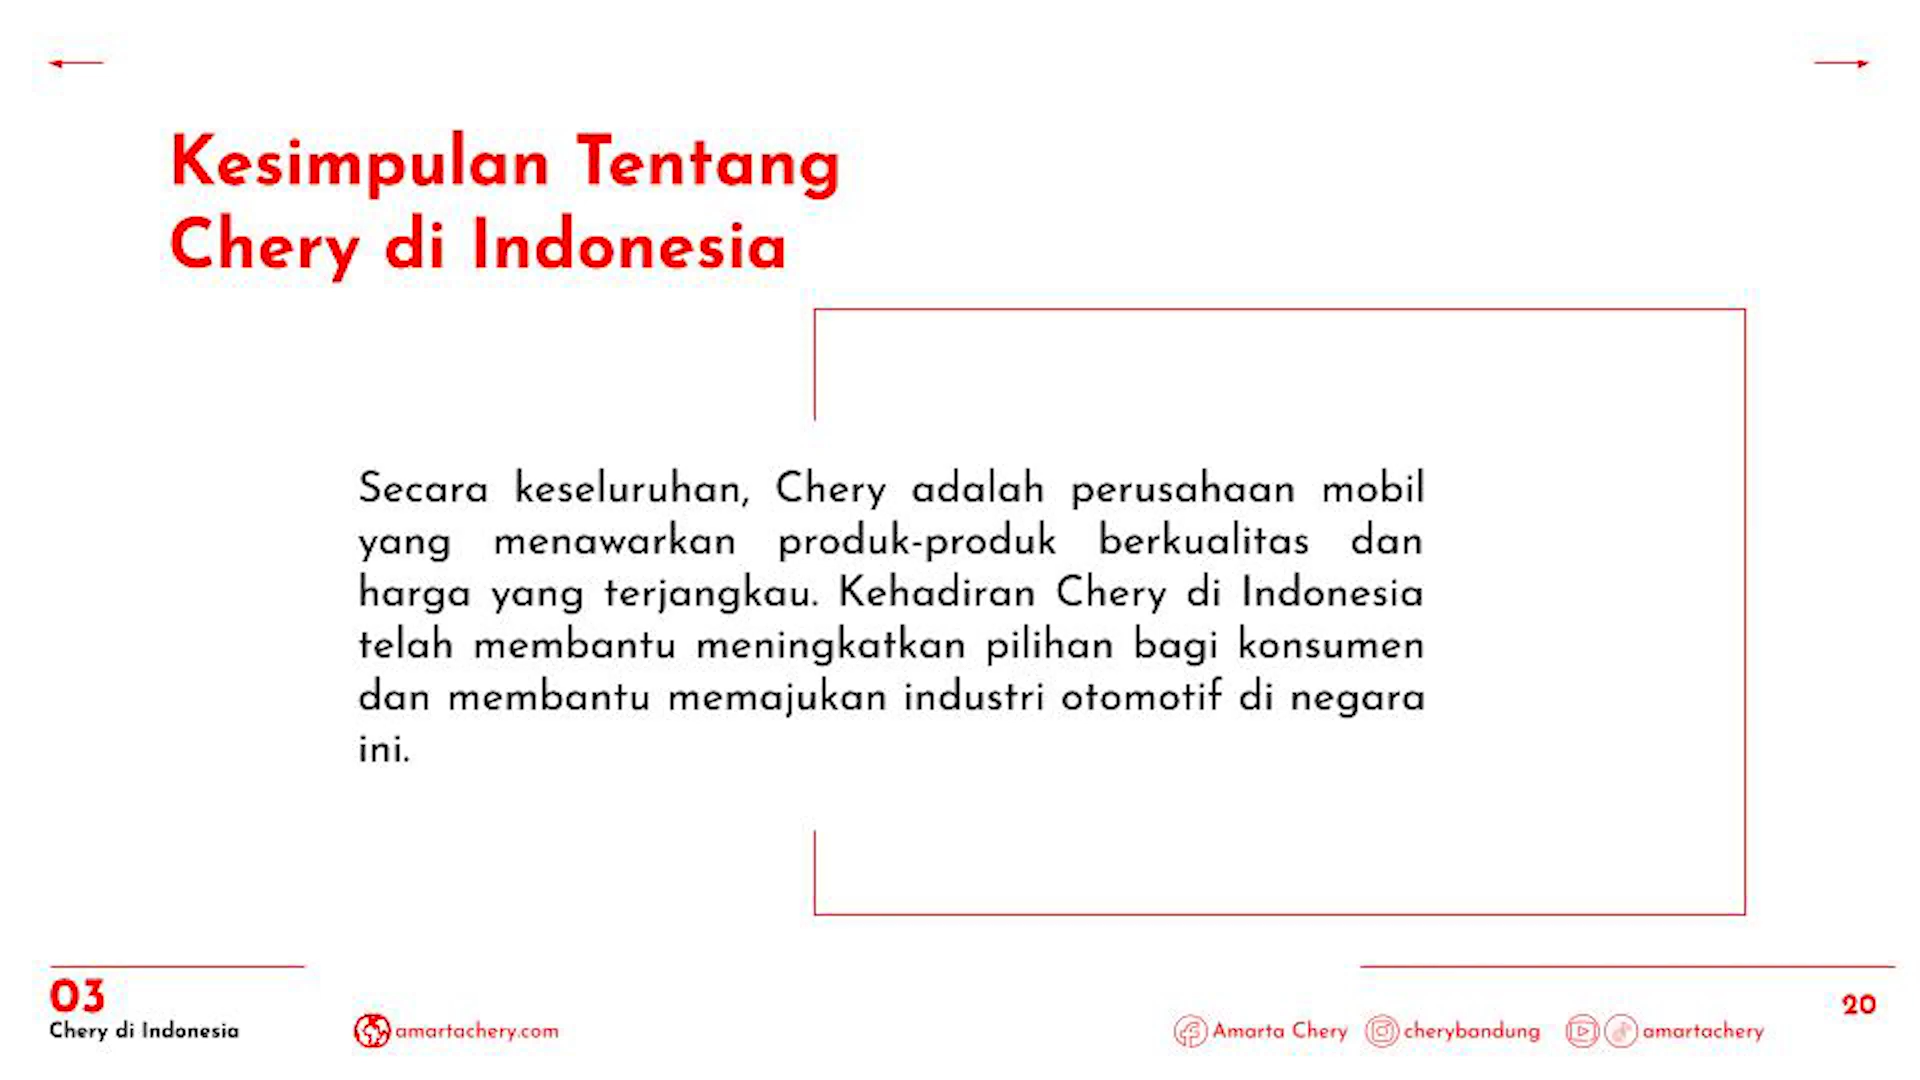 Kesimpulan Tentang
Chery di Indonesia
Secara keseluruhan, Chery adalah perusahaan mobil
yang menawarkan produk-produk berkualitas dan
harga yang terjangkau. Kehadiran Chery di Indonesia
telah membantu meningkatkan pilihan bagi konsumen
dan membantu memajukan industri otomotif di negara
ini.
03
Chery di Indonesia
amartachery.com
Amarta Chery
cherybandung
amartachery
20